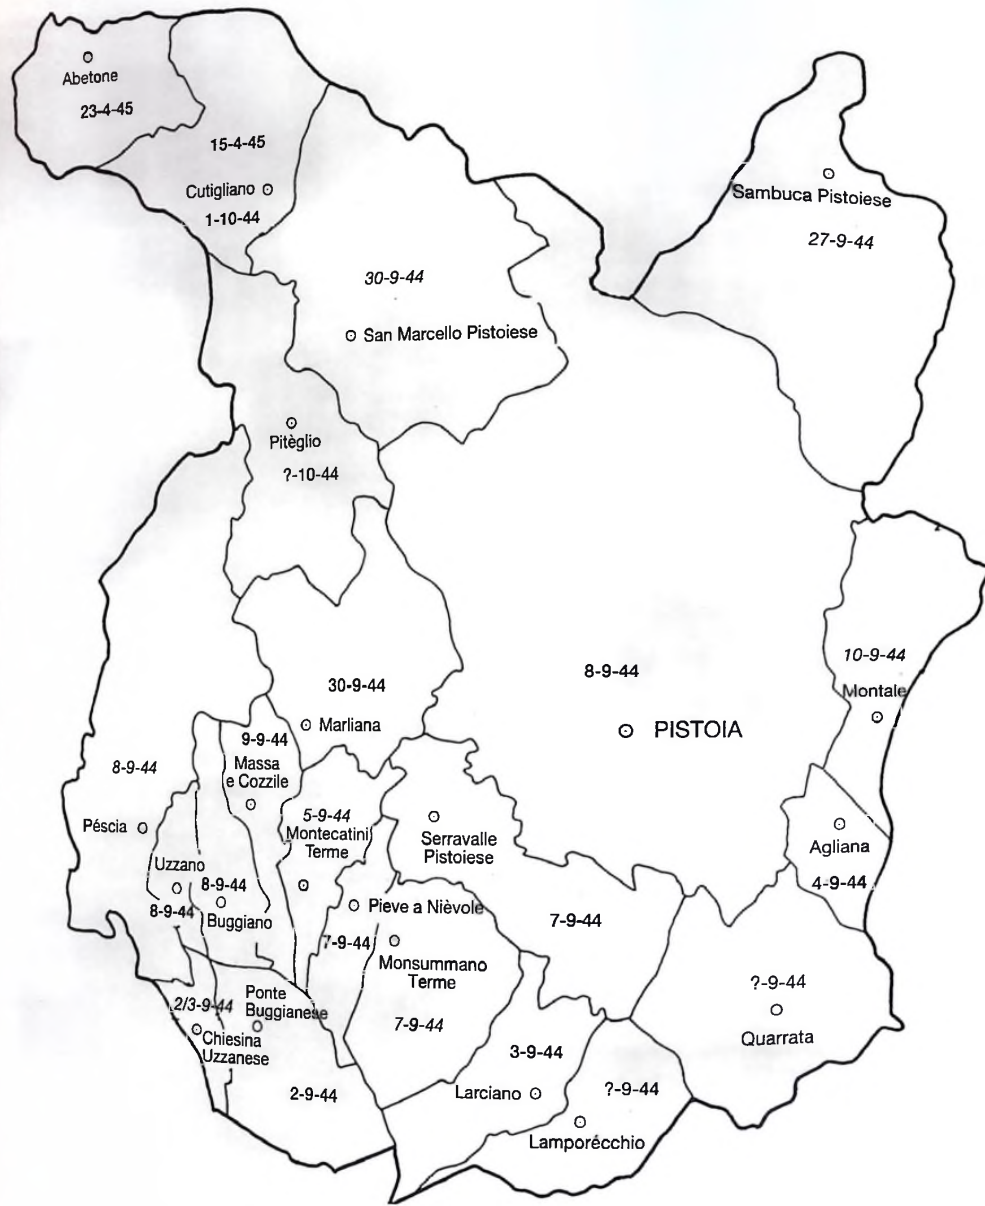 Abetone
23-4-45
15-4-45
Cutigliano
1-10-44
Sambuca Pistoiese
27-9-44
30-9-44
San Marcello Pistoiese
Pitèglio
?-10-44
10-9-44
Montale
8-9-44
PISTOIA
30-9-44
Marliana
9-9-44
Massa
e Cozzile
8-9-44
Péscia
5-9-44
Montecatini
Terme
Serravalle
Pistoiese
7-9-44
Agliana
4-9-44
Uzzano
8-9-44
8-9-44
Buggiano
Pieve a Nièvole
7-9-44
Monsummano
Terme
7-9-44
?-9-44
Quarrata
2/3-9-44
Chiesina
Uzzanese
Ponte
Buggianese
2-9-44
3-9-44
Larciano
?-9-44
Lamporécchio